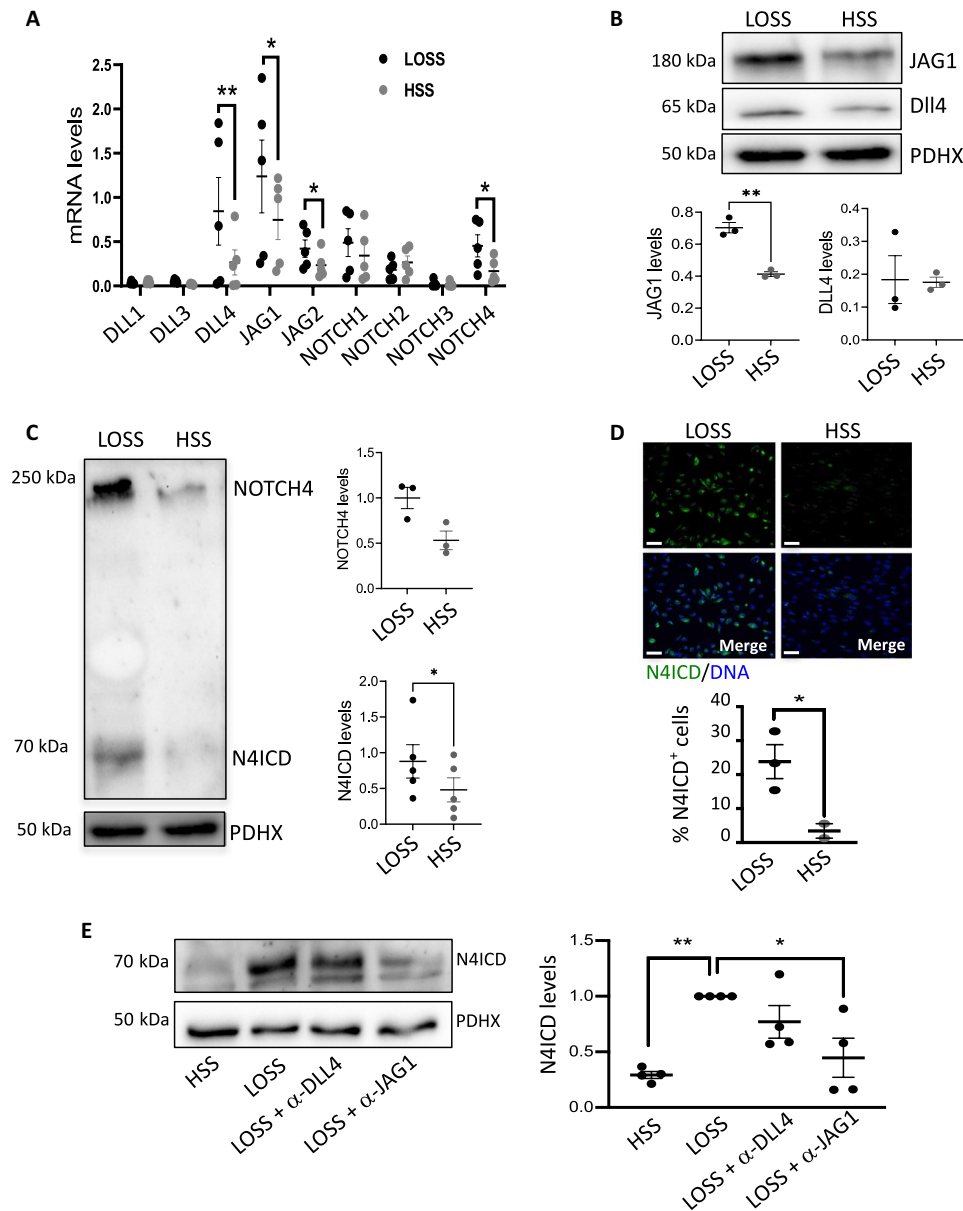 A
LOSS
HSS
mRNA levels
2.5
2.0
1.5
1.0
0.5
0.0
*
**
*
*
DLL1
DLL3
DLL4
JAG1
JAG2
NOTCH1
NOTCH2
NOTCH3
NOTCH4
B
LOSS HSS
180 kDa JAG1
65 kDa Dll4
50 kDa PDHX
JAG1 levels
0.8
0.6
0.4
0.2
0.0
**
LOSS
HSS
DLL4 levels
0.4
0.3
0.2
0.1
0.0
LOSS
HSS
C
LOSS HSS
250 kDa NOTCH4
70 kDa N4ICD
50 kDa PDHX
NOTCH4 levels
1.5
1.0
0.5
0.0
LOSS
HSS
N4ICD levels
2.0
1.5
1.0
0.5
0.0
*
LOSS
HSS
D
LOSS HSS
Merge Merge
N4ICD/DNA
% N4ICD+ cells
40
30
20
10
0
*
LOSS
HSS
E
70 kDa N4ICD
50 kDa PDHX
HSS
LOSS
LOSS + α-DLL4
LOSS + α-JAG1
N4ICD levels
1.5
1.0
0.5
0.0
** *
HSS
LOSS
LOSS + α-DLL4
LOSS + α-JAG1